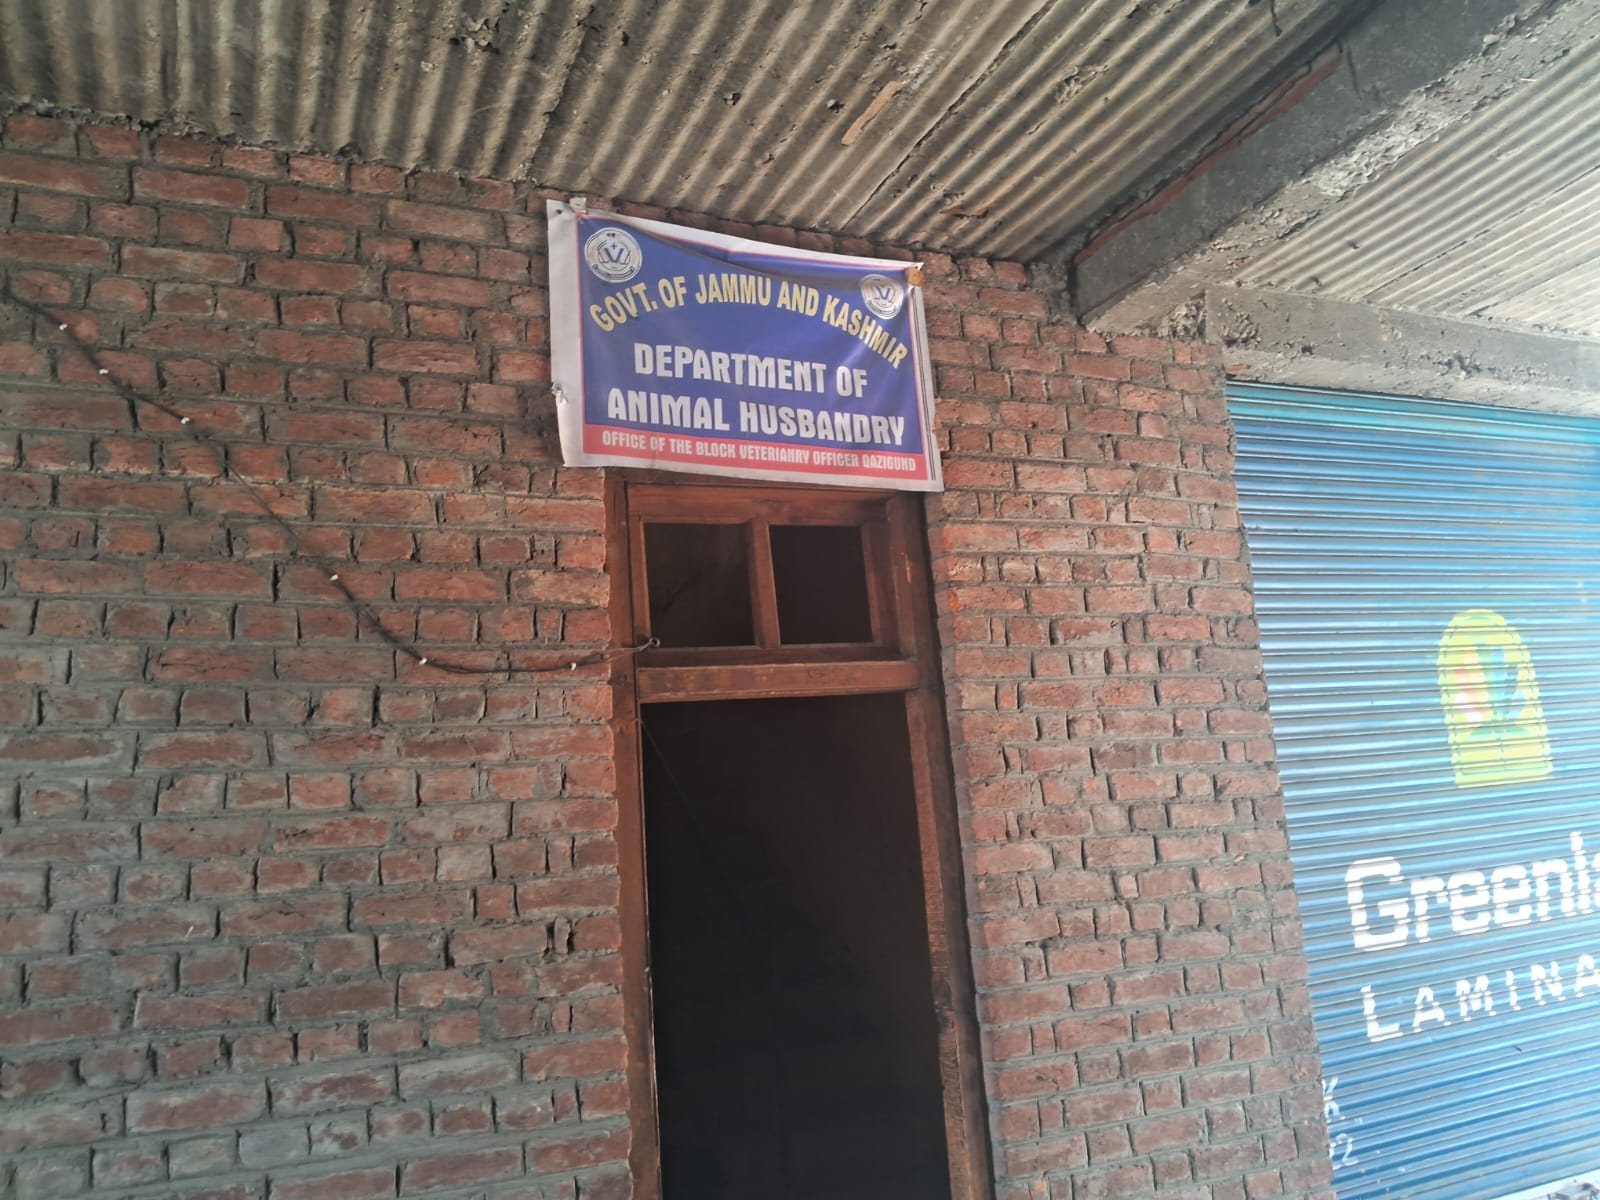 GOVT. OF JAMMU AND KASHMIR
DEPARTMENT OF
ANIMAL HUSBANDRY
OFFICE OF THE BLOCK VETERIANRY OFFICER QAZIGUND
Greenl
LAMINA